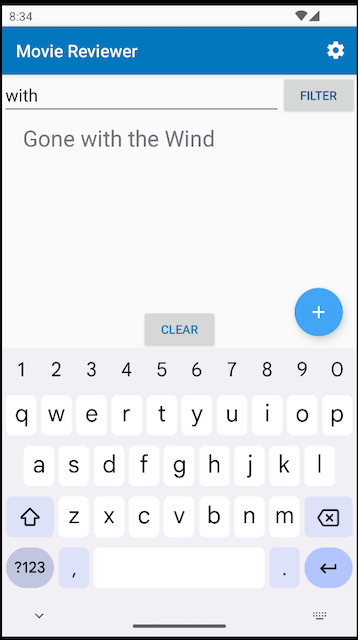 8:34
Movie Reviewer
with FILTER
Gone with the Wind
+
CLEAR
1 2 3 4 5 6 7 8 9 0
q w e r t y u i o p
a s d f g h j k l
z x c v b n m
?123 , .